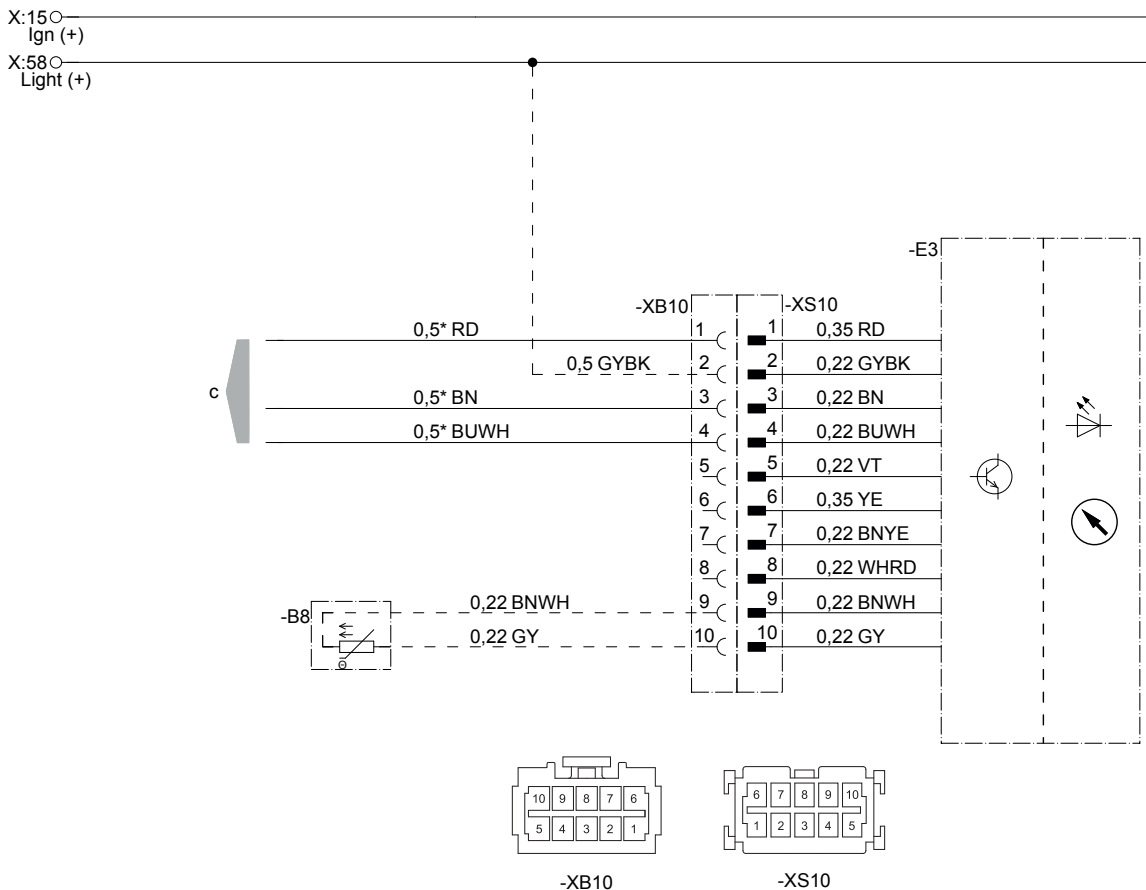 X:15
Ign (+)
X:58
Light (+)
-E3
-XB10 -XS10
0,5* RD 1 1 0,35 RD
0,5 GYBK 2 2 0,22 GYBK
c
0,5* BN 3 3 0,22 BN
0,5* BUWH 4 4 0,22 BUWH
5 5 0,22 VT
6 6 0,35 YE
7 7 0,22 BNYE
8 8 0,22 WHRD
-B8 0,22 BNWH 9 9 0,22 BNWH
0,22 GY 10 10 0,22 GY
Θ
10 9 8 7 6 6 7 8 9 10
5 4 3 2 1 1 2 3 4 5
-XB10 -XS10